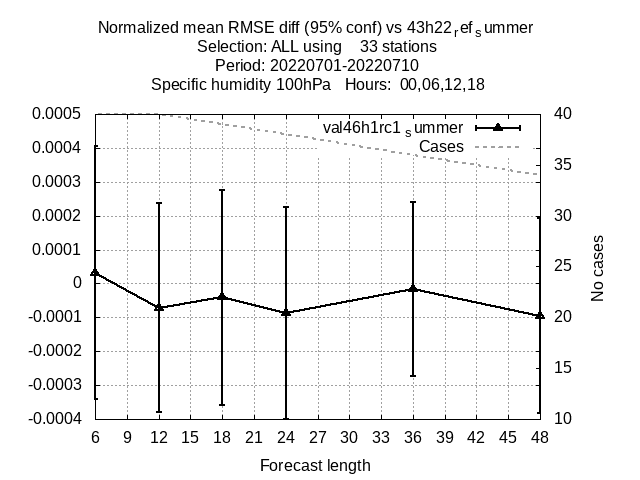 Normalized mean RMSE diff (95% conf) vs 43h22refsummer
Selection: ALL using 33 stations
Period: 20220701-20220710
Specific humidity 100hPa Hours: 00,06,12,18
0.0005 40
val46h1rc1summer
0.0004 Cases
35
0.0003
0.0002 30
0.0001 25
0
No cases
-0.0001 20
-0.0002
15
-0.0003
-0.0004 10
6 9 12 15 18 21 24 27 30 33 36 39 42 45 48
Forecast length